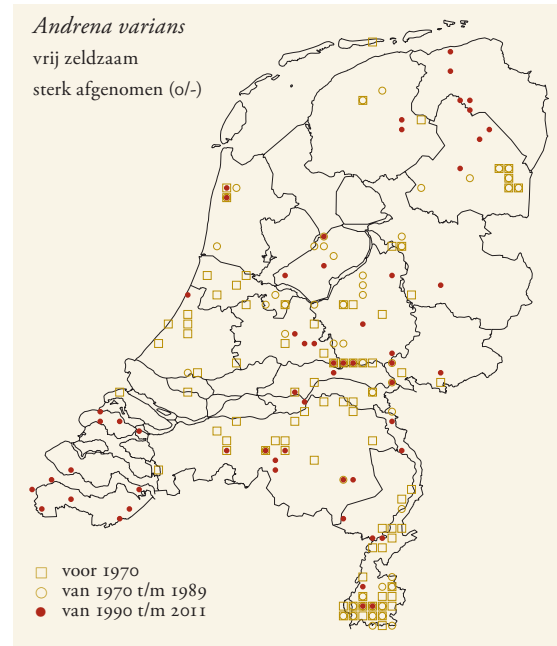 Andrena varians
vrij zeldzaam
sterk afgenomen (0/-)
voor 1970
van 1970 t/m 1989
van 1990 t/m 2011